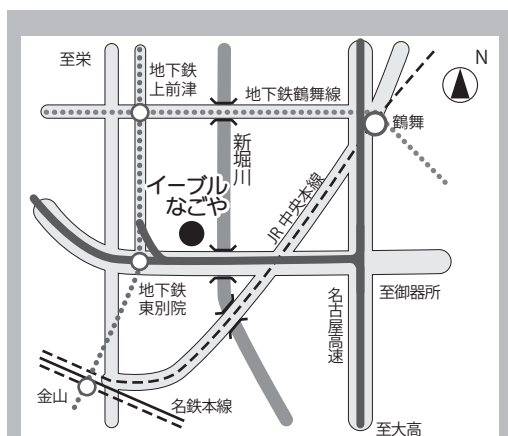 至栄
地下鉄
上前津
地下鉄鶴舞線
N
鶴舞
新堀川
イーブル
なごや
JR中央本線
地下鉄
東別院
名古屋高速
至御器所
金山
名鉄本線
至大高